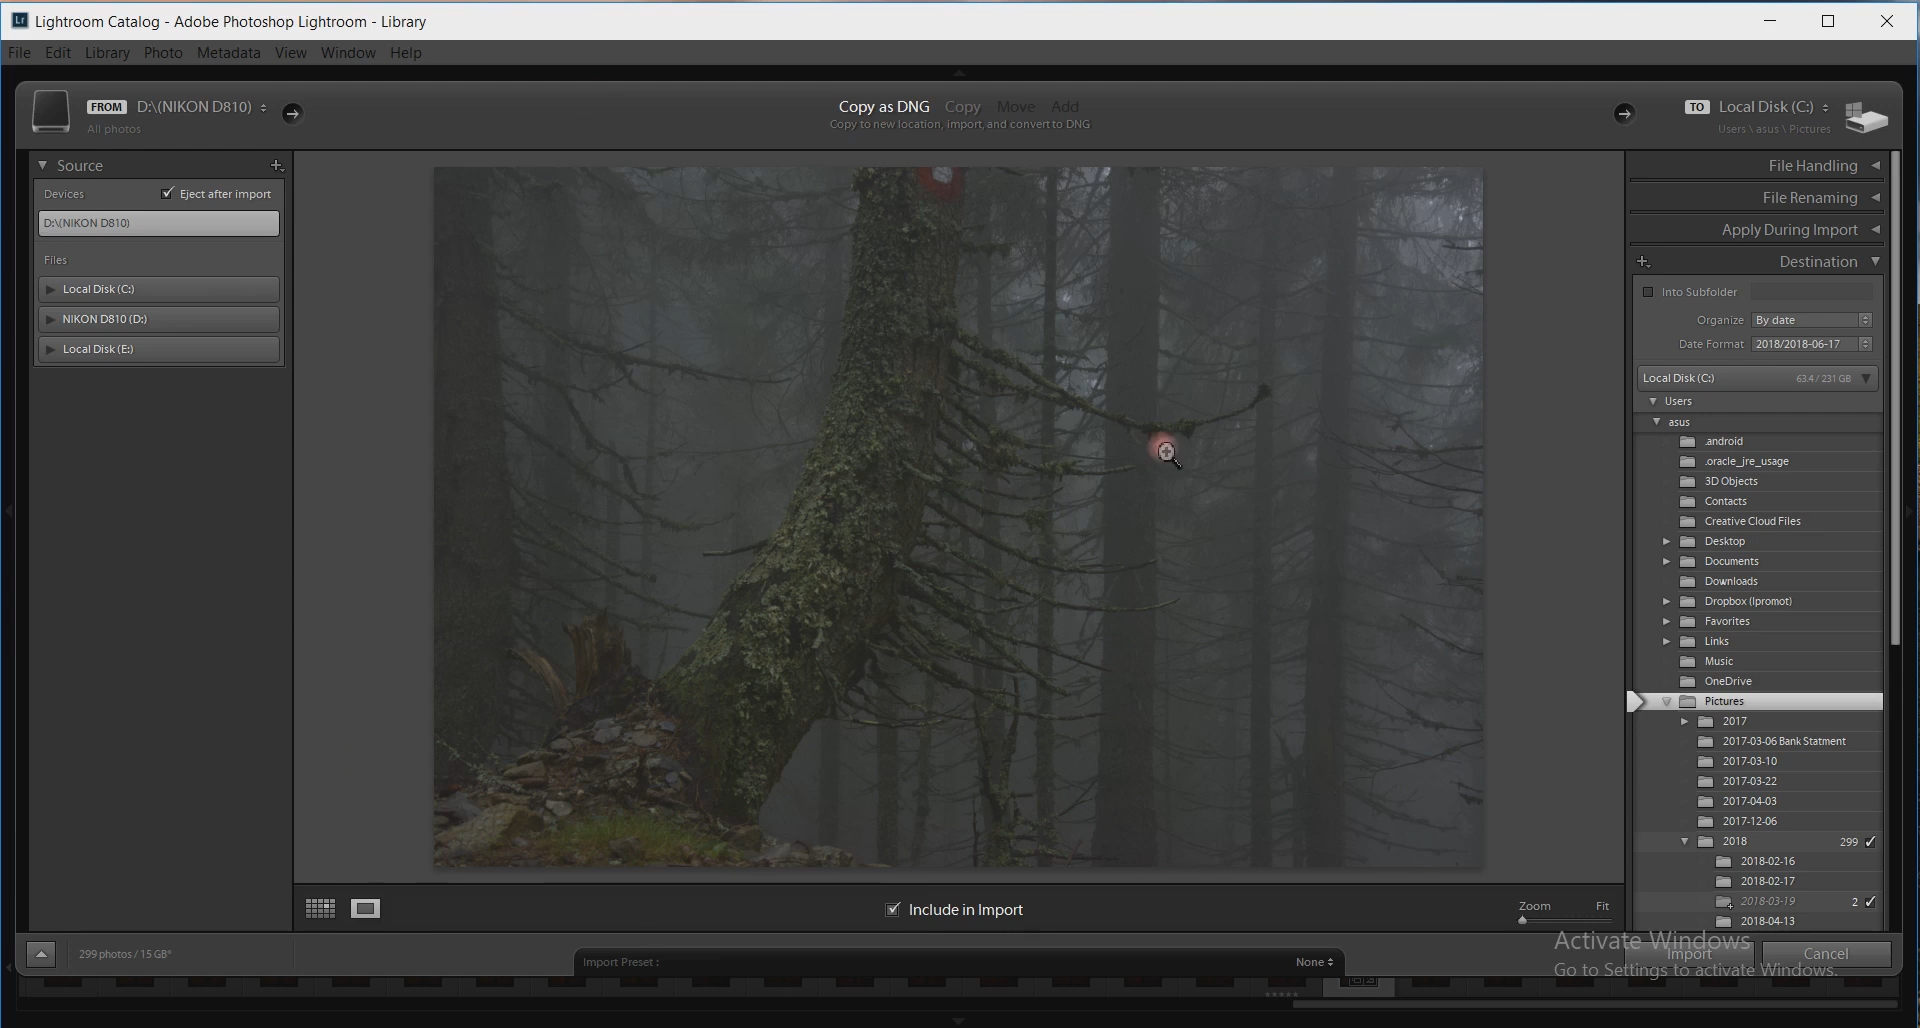 Lr Lightroom Catalog - Adobe Photoshop Lightroom - Library
File Edit Library Photo Metadata View Window Help
FROM D:\(NIKON D810)
All photos
Copy as DNG Copy Move Add
Copy to new location, import, and convert to DNG
TO Local Disk (C:)
Users \ asus \ Pictures
Source
Devices Eject after import
D:\(NIKON D810)
Files
Local Disk (C:)
NIKON D810 (D:)
Local Disk (E:)
File Handling
File Renaming
Apply During Import
Destination
Into Subfolder
Organize By date
Date Format 2018/2018-06-17
Local Disk (C:) 63.4 / 231 GB
Users
asus
.android
.oracle_jre_usage
3D Objects
Contacts
Creative Cloud Files
Desktop
Documents
Downloads
Dropbox (Ipromot)
Favorites
Links
Music
OneDrive
Pictures
2017
2017-03-06 Bank Statment
2017-03-10
2017-03-22
2017-04-03
2017-12-06
2018 299
2018-02-16
2018-02-17
2018-03-19 2
2018-04-13
Include in Import
Zoom Fit
299 photos / 15 GB*
Import Preset : None
Import Cancel
Activate Windows
Go to Settings to activate Windows.